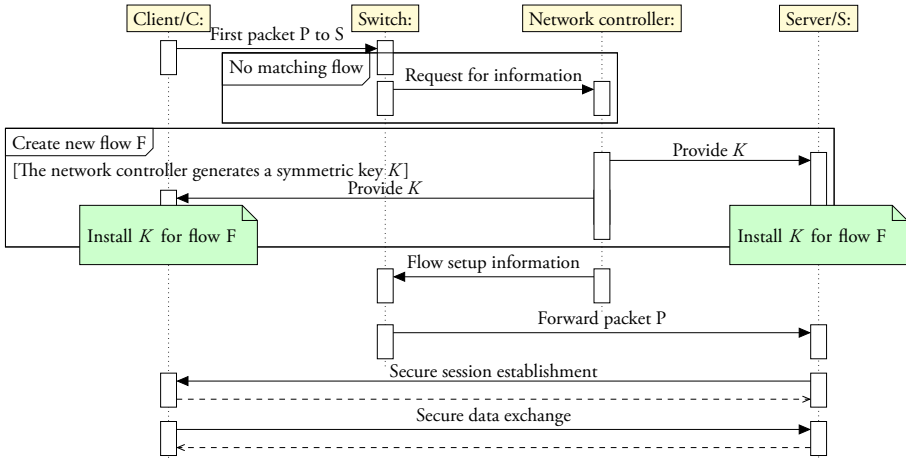 Client/C:
Switch:
Network controller:
Server/S:
First packet P to S
No matching flow
Request for information
Create new flow F
Provide K
[The network controller generates a symmetric key K]
Provide K
Install K for flow F
Install K for flow F
Flow setup information
Forward packet P
Secure session establishment
Secure data exchange